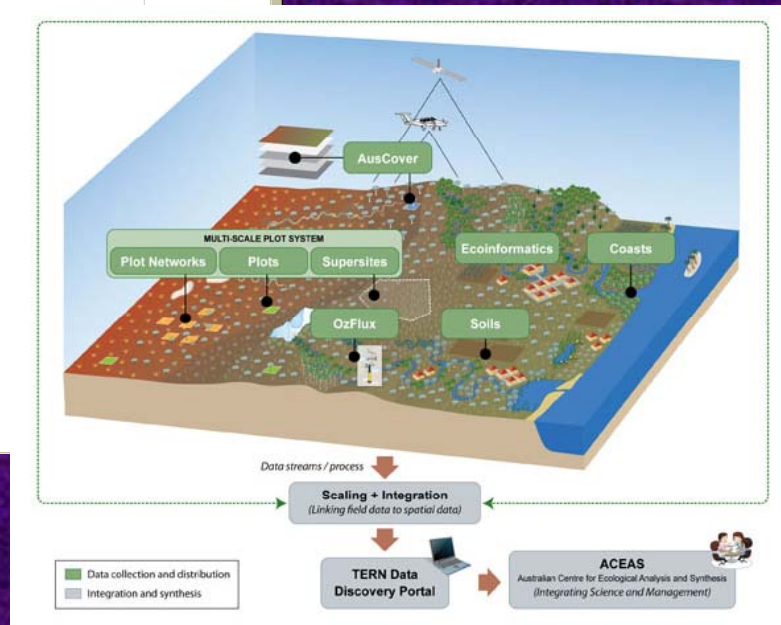 AusCover
MULTI-SCALE PLOT SYSTEM
Plot Networks
Plots
Supersites
Ecoinformatics
Coasts
OzFlux
Soils
Data streams / process
Scaling + Integration
(Linking field data to spatial data)
TERN Data
Discovery Portal
ACEAS
Australian Centre for Ecological Analysis and Synthesis
(Integrating Science and Management)
Data collection and distribution
Integration and synthesis